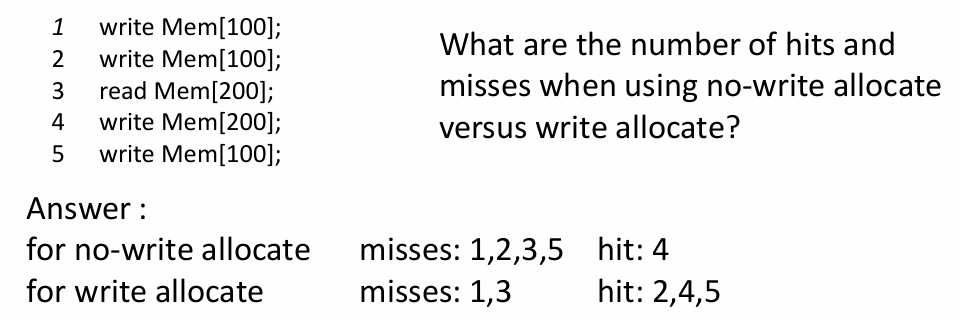 1 write Mem[100];
2 write Mem[100];
3 read Mem[200];
4 write Mem[200];
5 write Mem[100];
What are the number of hits and
misses when using no-write allocate
versus write allocate?
Answer :
for no-write allocate misses: 1,2,3,5 hit: 4
for write allocate misses: 1,3 hit: 2,4,5